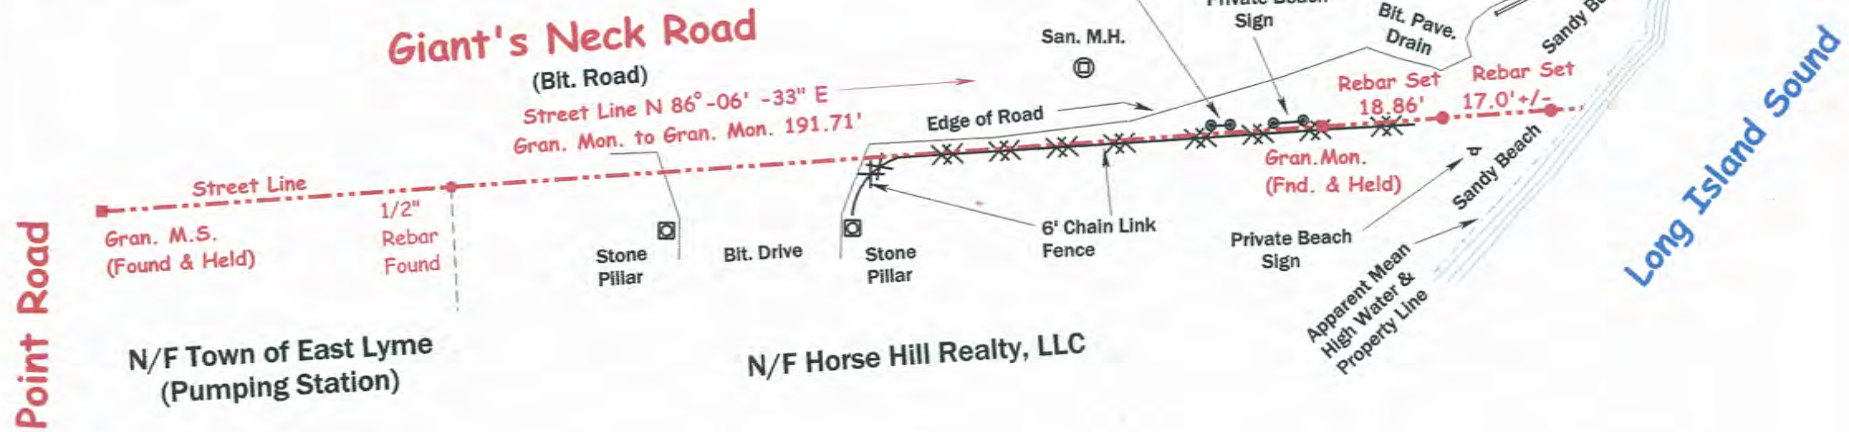 Giant's Neck Road
(Bit. Road)
Street Line N 86°-06' -33" E
Gran. Mon. to Gran. Mon. 191.71'
San. M.H.
Sign
Bit. Pave.
Drain
Sandy
Edge of Road
Rebar Set
18.86'
Rebar Set
17.0'+/-
Long Island Sound
Street Line
Gran. M.S.
(Found & Held)
1/2"
Rebar
Found
Stone
Pillar
Bit. Drive
Stone
Pillar
6' Chain Link
Fence
Gran.Mon.
(Fnd. & Held)
Private Beach
Sign
Sandy Beach
Apparent Mean
High Water &
Property Line
Point Road
N/F Town of East Lyme
(Pumping Station)
N/F Horse Hill Realty, LLC